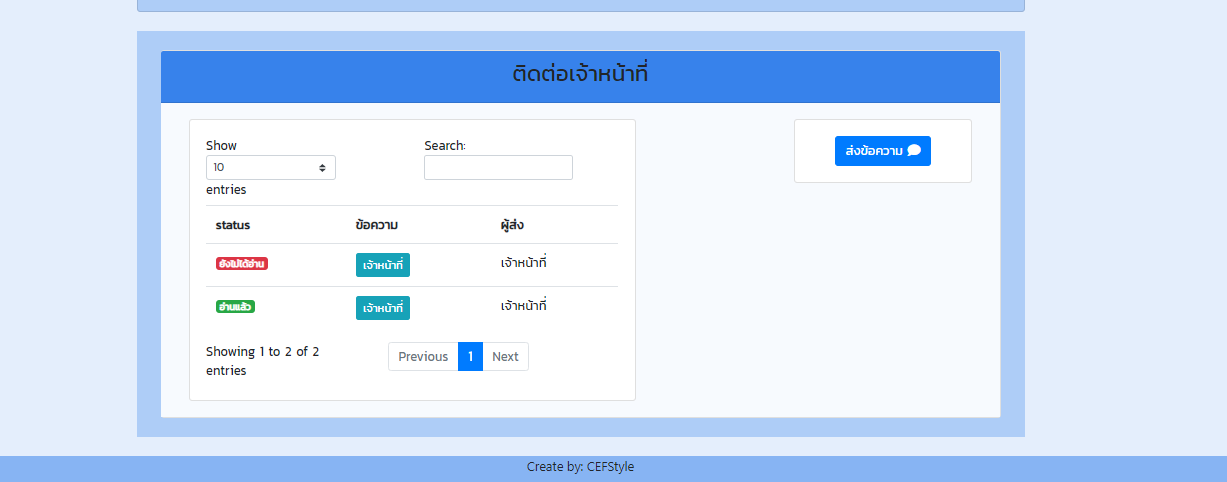 ติดต่อเจ้าหน้าที่
Show
10
entries
Search:
ส่งข้อความ
status ข้อความ ผู้ส่ง
ยังไม่ได้อ่าน เจ้าหน้าที่ เจ้าหน้าที่
อ่านแล้ว เจ้าหน้าที่ เจ้าหน้าที่
Showing 1 to 2 of 2
entries
Previous 1 Next
Create by: CEFStyle